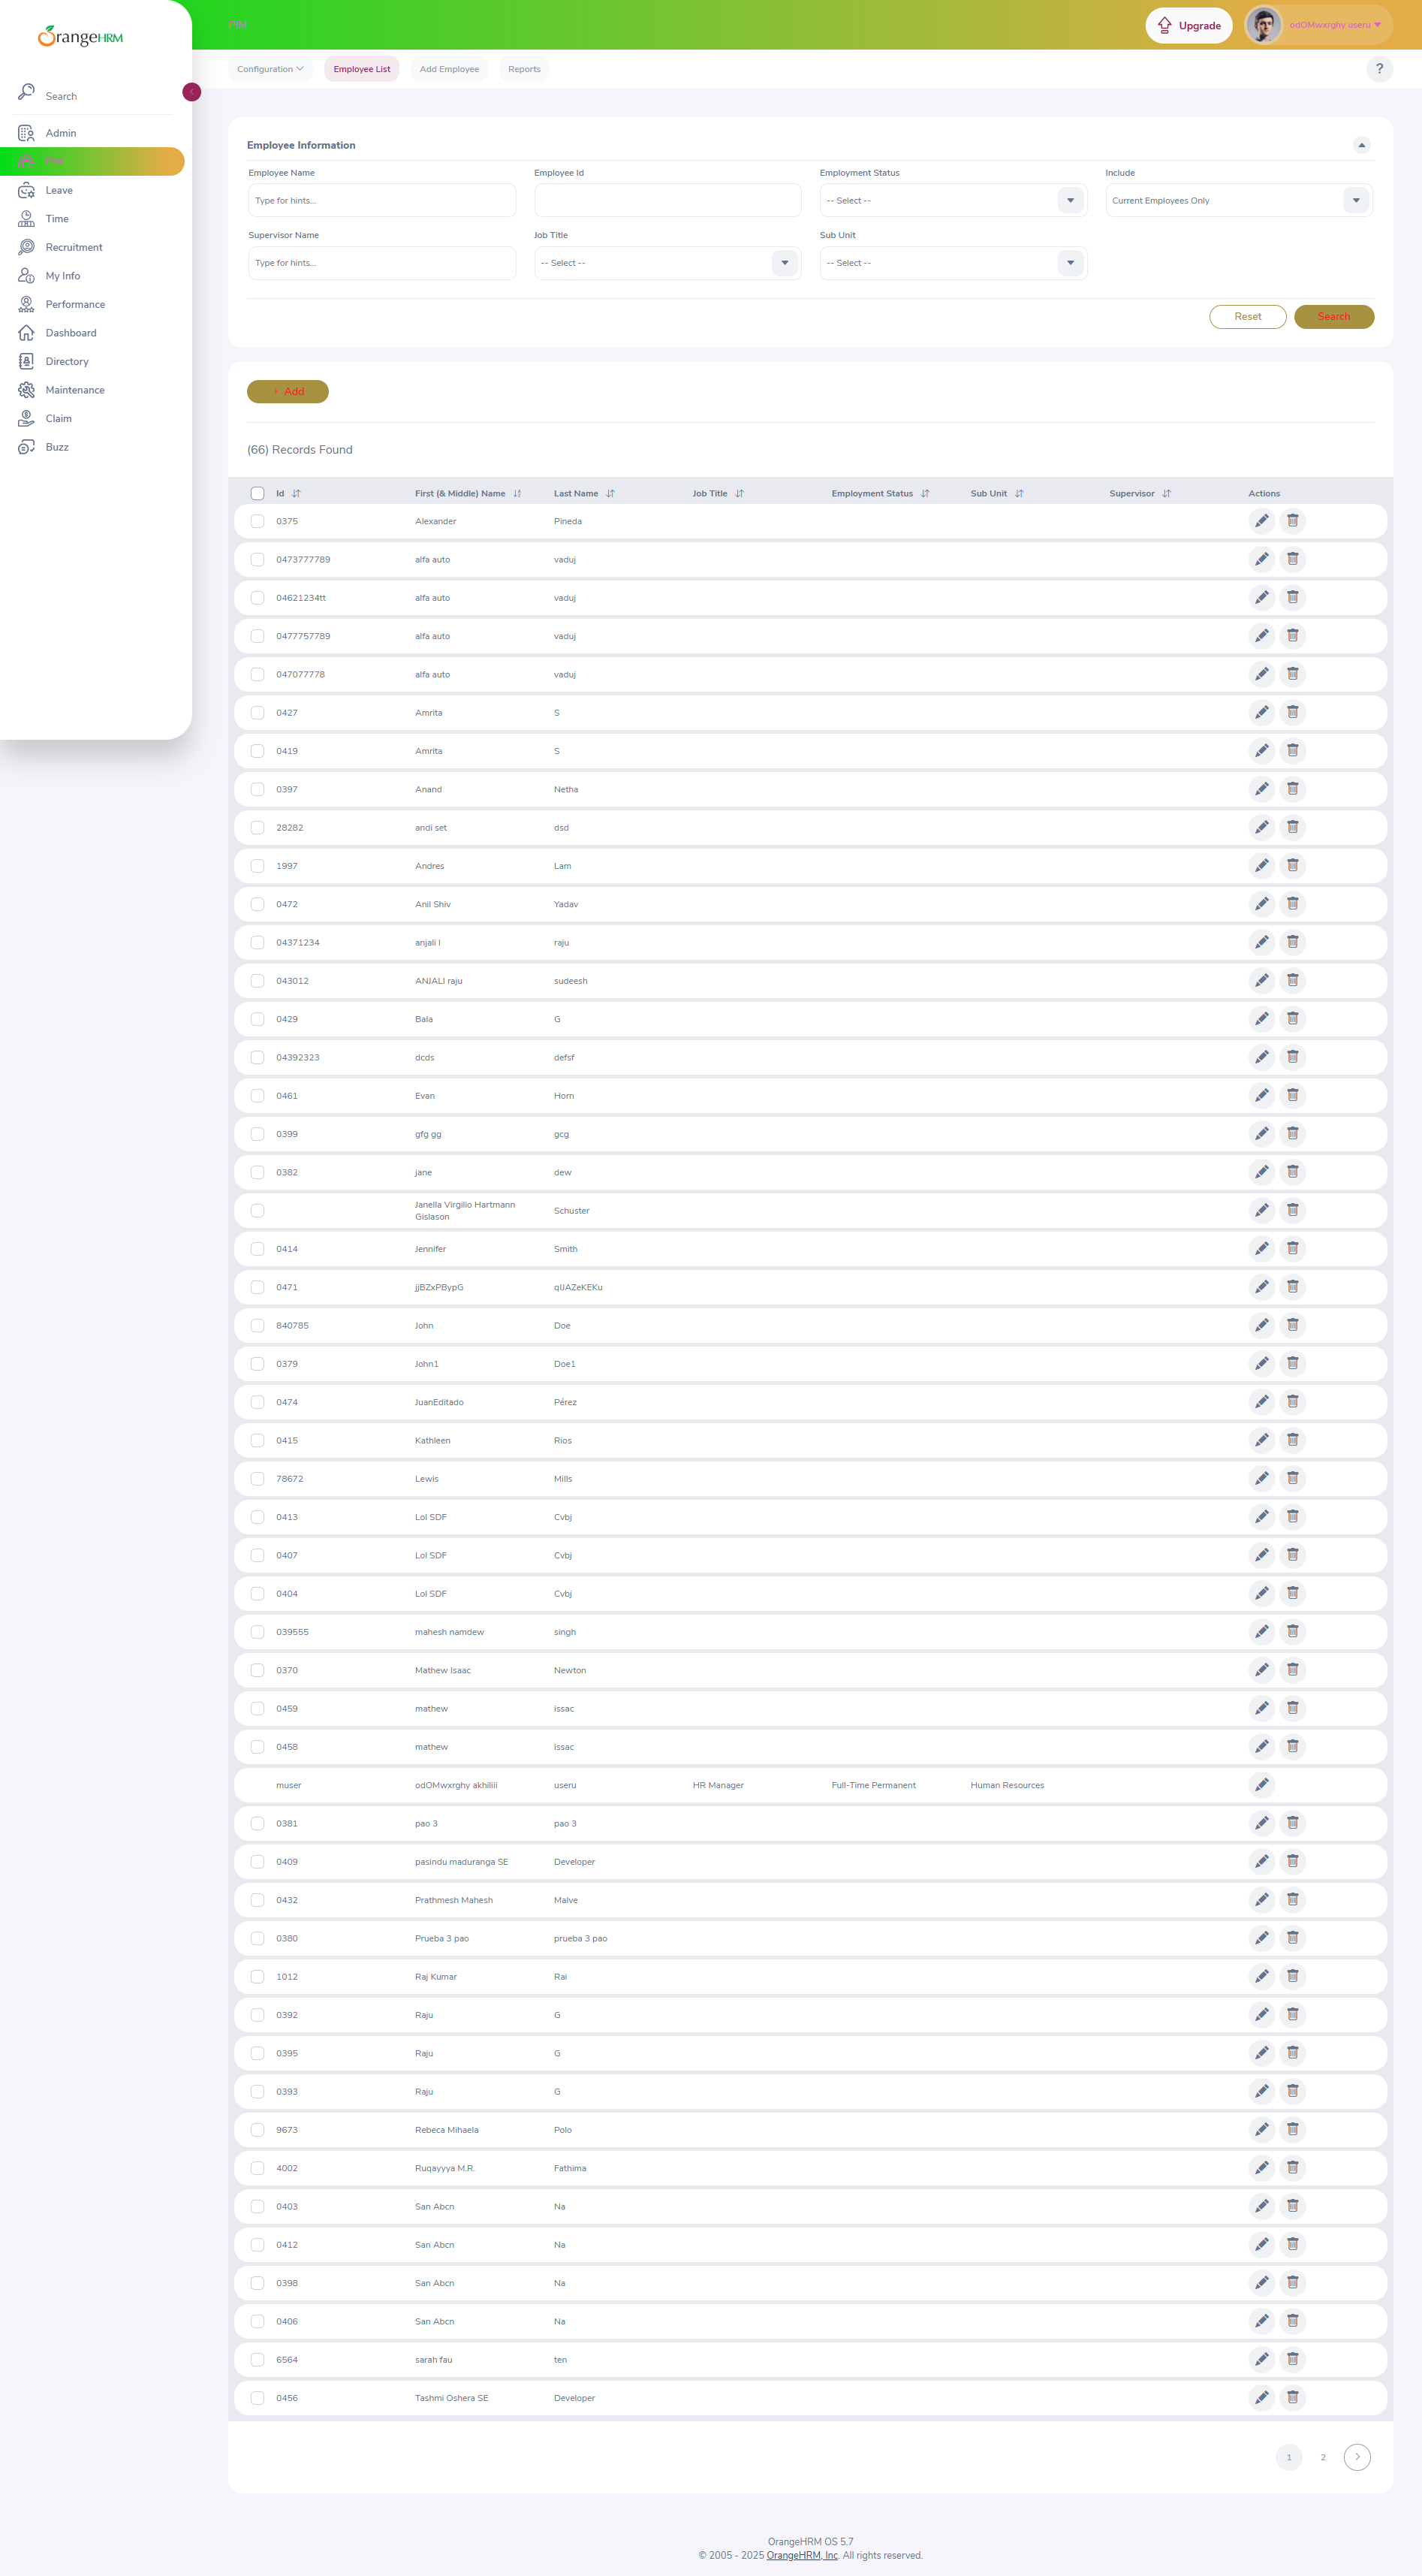 OrangeHRM
PIM
Upgrade
odOMwxrghy useru
Configuration
Employee List
Add Employee
Reports
?
Search
Admin
PIM
Leave
Time
Recruitment
My Info
Performance
Dashboard
Directory
Maintenance
Claim
Buzz
Employee Information
Employee Name Employee Id Employment Status Include
Type for hints... -- Select -- Current Employees Only
Supervisor Name Job Title Sub Unit
Type for hints... -- Select -- -- Select --
Reset Search
+ Add
(66) Records Found
Id First (& Middle) Name Last Name Job Title Employment Status Sub Unit Supervisor Actions
0375 Alexander Pineda
0473777789 alfa auto vaduj
04621234tt alfa auto vaduj
0477757789 alfa auto vaduj
047077778 alfa auto vaduj
0427 Amrita S
0419 Amrita S
0397 Anand Netha
28282 andi set dsd
1997 Andres Lam
0472 Anil Shiv Yadav
04371234 anjali l raju
043012 ANJALI raju sudeesh
0429 Bala G
04392323 dcds defsf
0461 Evan Horn
0399 gfg gg gcg
0382 jane dew
Janella Virgilio Hartmann
Gislason Schuster
0414 Jennifer Smith
0471 jjBZxPBypG qIJAZeKEKu
840785 John Doe
0379 John1 Doe1
0474 JuanEditado Pérez
0415 Kathleen Rios
78672 Lewis Mills
0413 Lol SDF Cvbj
0407 Lol SDF Cvbj
0404 Lol SDF Cvbj
039555 mahesh namdew singh
0370 Mathew Isaac Newton
0459 mathew issac
0458 mathew issac
muser odOMwxrghy akhiliii useru HR Manager Full-Time Permanent Human Resources
0381 pao 3 pao 3
0409 pasindu maduranga SE Developer
0432 Prathmesh Mahesh Malve
0380 Prueba 3 pao prueba 3 pao
1012 Raj Kumar Rai
0392 Raju G
0395 Raju G
0393 Raju G
9673 Rebeca Mihaela Polo
4002 Ruqayyya M.R. Fathima
0403 San Abcn Na
0412 San Abcn Na
0398 San Abcn Na
0406 San Abcn Na
6564 sarah fau ten
0456 Tashmi Oshera SE Developer
1 2
OrangeHRM OS 5.7
© 2005 - 2025 OrangeHRM, Inc. All rights reserved.